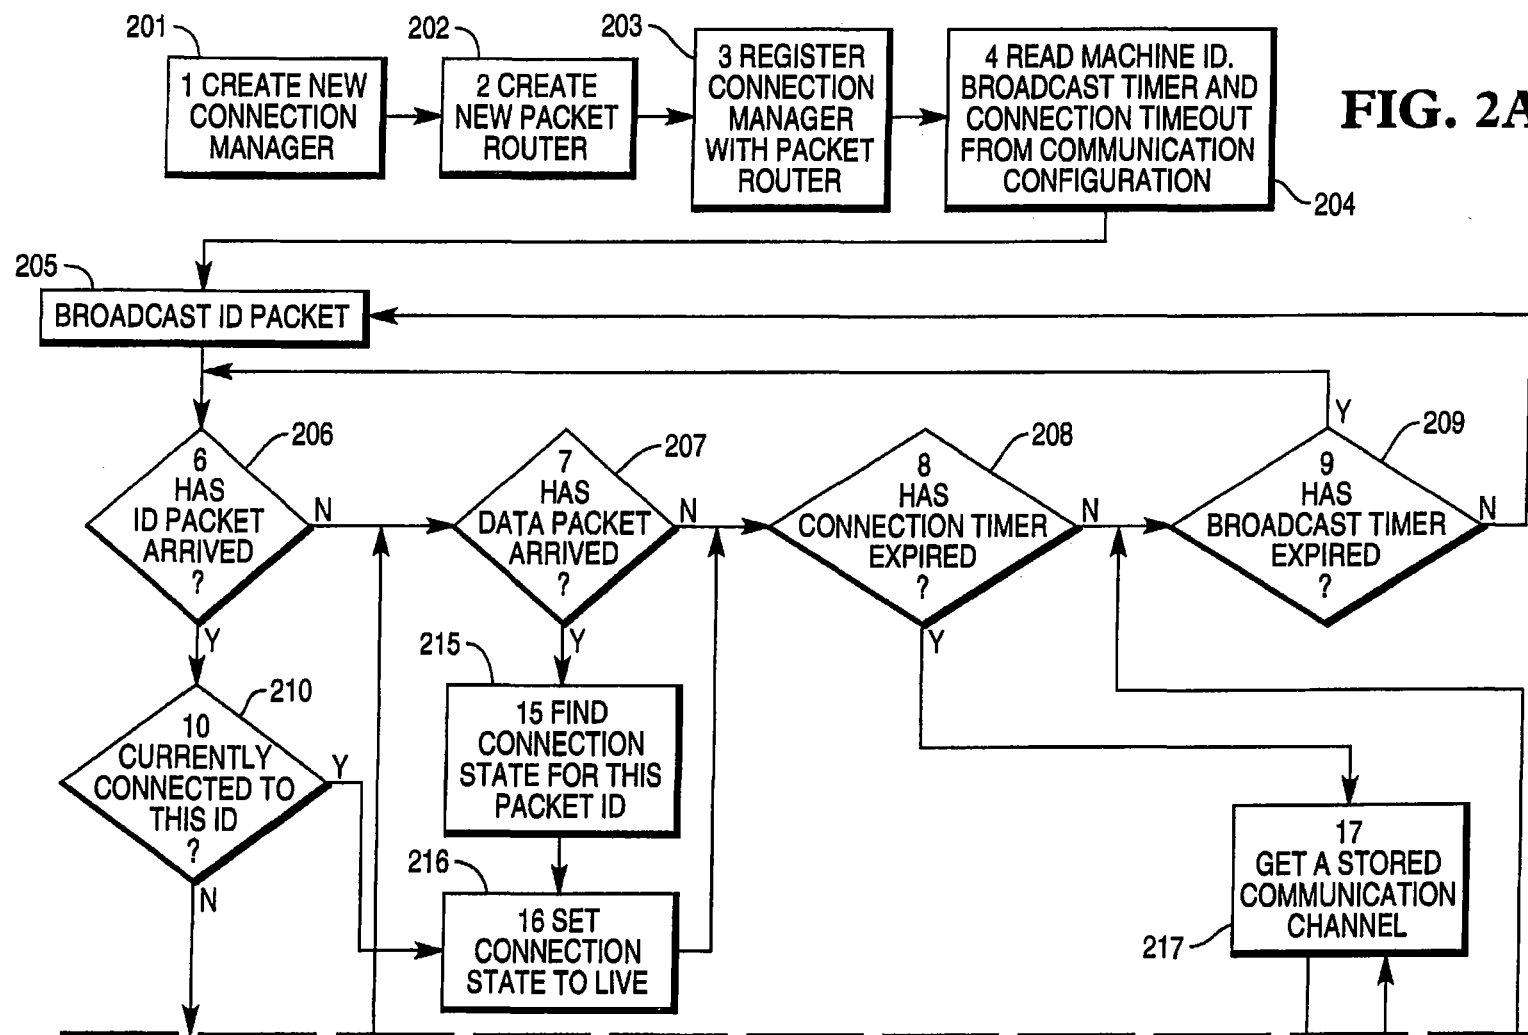 201
1 CREATE NEW
CONNECTION
MANAGER
202
2 CREATE
NEW PACKET
ROUTER
203
3 REGISTER
CONNECTION
MANAGER
WITH PACKET
ROUTER
4 READ MACHINE ID.
BROADCAST TIMER AND
CONNECTION TIMEOUT
FROM COMMUNICATION
CONFIGURATION
204
FIG. 2A
205
BROADCAST ID PACKET
206
6
HAS
ID PACKET
ARRIVED
?
N
Y
207
7
HAS
DATA PACKET
ARRIVED
?
N
Y
208
8
HAS
CONNECTION TIMER
EXPIRED
?
N
Y
Y
209
9
HAS
BROADCAST TIMER
EXPIRED
?
N
210
10
CURRENTLY
CONNECTED TO
THIS ID
?
Y
N
215
15 FIND
CONNECTION
STATE FOR THIS
PACKET ID
216
16 SET
CONNECTION
STATE TO LIVE
17
GET A STORED
COMMUNICATION
CHANNEL
217